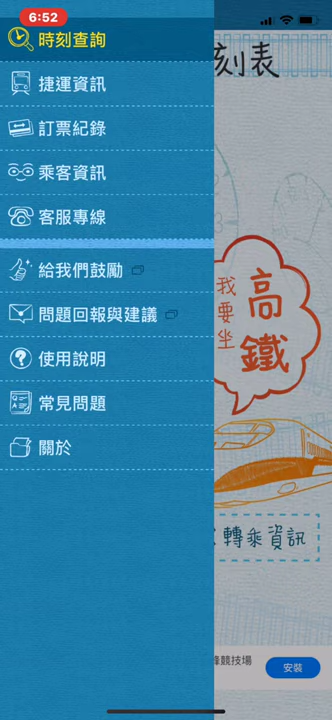 6:52
時刻查詢
刻表
捷運資訊
訂票紀錄
乘客資訊
客服專線
給我們鼓勵
問題回報與建議
使用說明
常見問題
關於
我要坐
高鐵
轉乘資訊
競技場
安裝